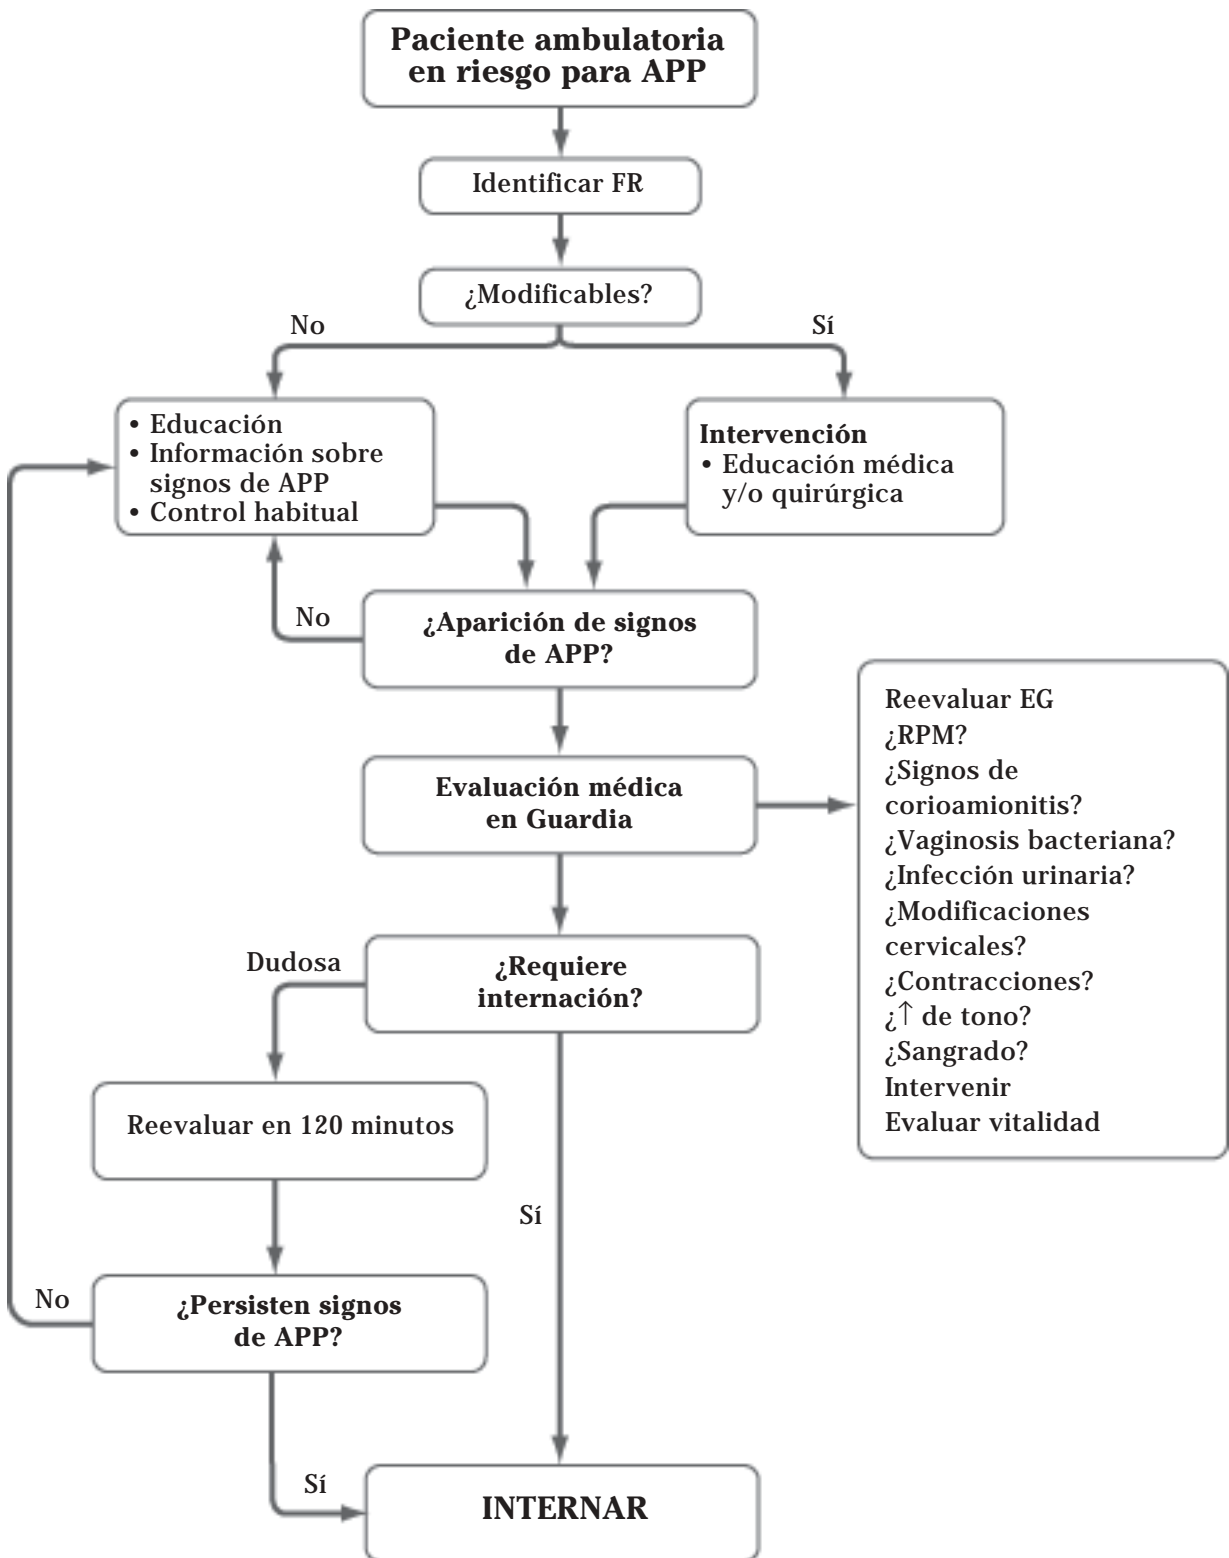 Paciente ambulatoria
en riesgo para APP
Identificar FR
¿Modificables?
No
Sí
• Educación
• Información sobre
signos de APP
• Control habitual
Intervención
• Educación médica
y/o quirúrgica
No
¿Aparición de signos
de APP?
Evaluación médica
en Guardia
Reevaluar EG
¿RPM?
¿Signos de
corioamionitis?
¿Vaginosis bacteriana?
¿Infección urinaria?
¿Modificaciones
cervicales?
¿Contracciones?
¿↑ de tono?
¿Sangrado?
Intervenir
Evaluar vitalidad
Dudosa
¿Requiere
internación?
Reevaluar en 120 minutos
Sí
No
¿Persisten signos
de APP?
Sí
INTERNAR